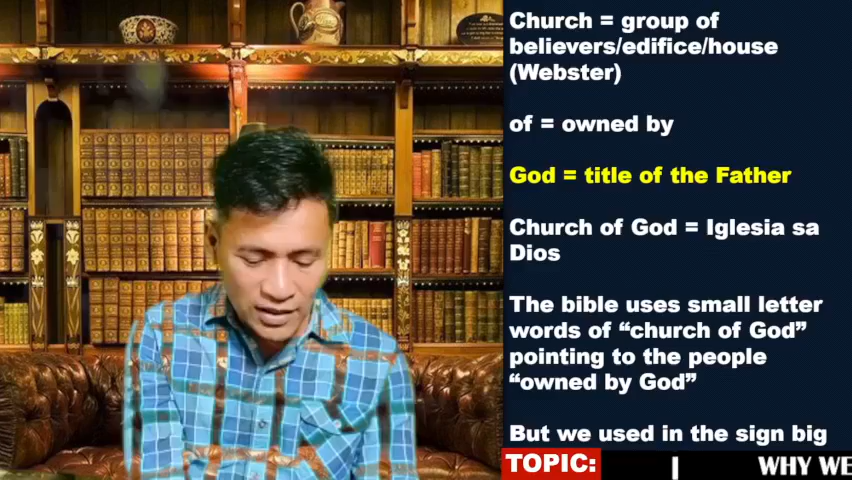 Church = group of
believers/edifice/house
(Webster)
of = owned by
God = title of the Father
Church of God = Iglesia sa
Dios
The bible uses small letter
words of “church of God”
pointing to the people
“owned by God”
But we used in the sign big
TOPIC:
WHY WE